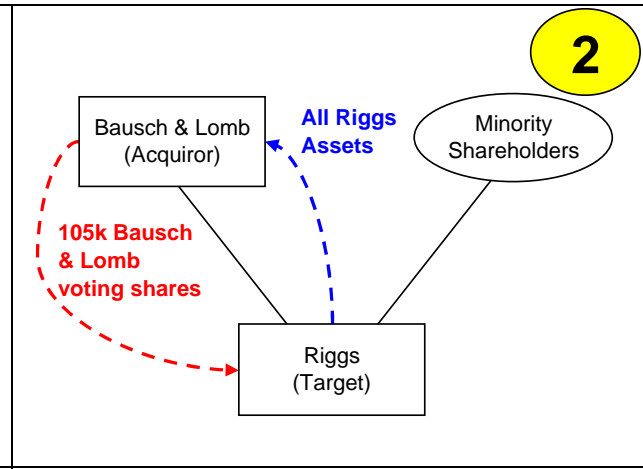 2
Bausch & Lomb
(Acquiror)
All Riggs
Assets
Minority
Shareholders
105k Bausch
& Lomb
voting shares
Riggs
(Target)